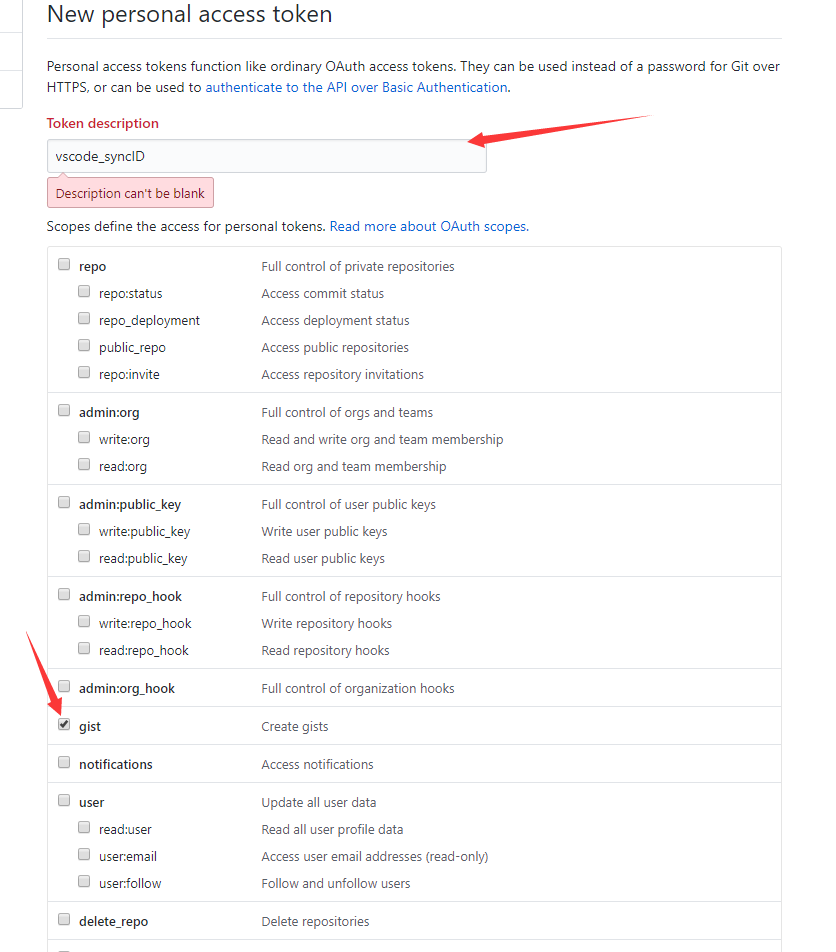 New personal access token
Personal access tokens function like ordinary OAuth access tokens. They can be used instead of a password for Git over
HTTPS, or can be used to authenticate to the API over Basic Authentication.
Token description
vscode_syncID
Description can't be blank
Scopes define the access for personal tokens. Read more about OAuth scopes.
repo Full control of private repositories
repo:status Access commit status
repo_deployment Access deployment status
public_repo Access public repositories
repo:invite Access repository invitations
admin:org Full control of orgs and teams
write:org Read and write org and team membership
read:org Read org and team membership
admin:public_key Full control of user public keys
write:public_key Write user public keys
read:public_key Read user public keys
admin:repo_hook Full control of repository hooks
write:repo_hook Write repository hooks
read:repo_hook Read repository hooks
admin:org_hook Full control of organization hooks
gist Create gists
notifications Access notifications
user Update all user data
read:user Read all user profile data
user:email Access user email addresses (read-only)
user:follow Follow and unfollow users
delete_repo Delete repositories